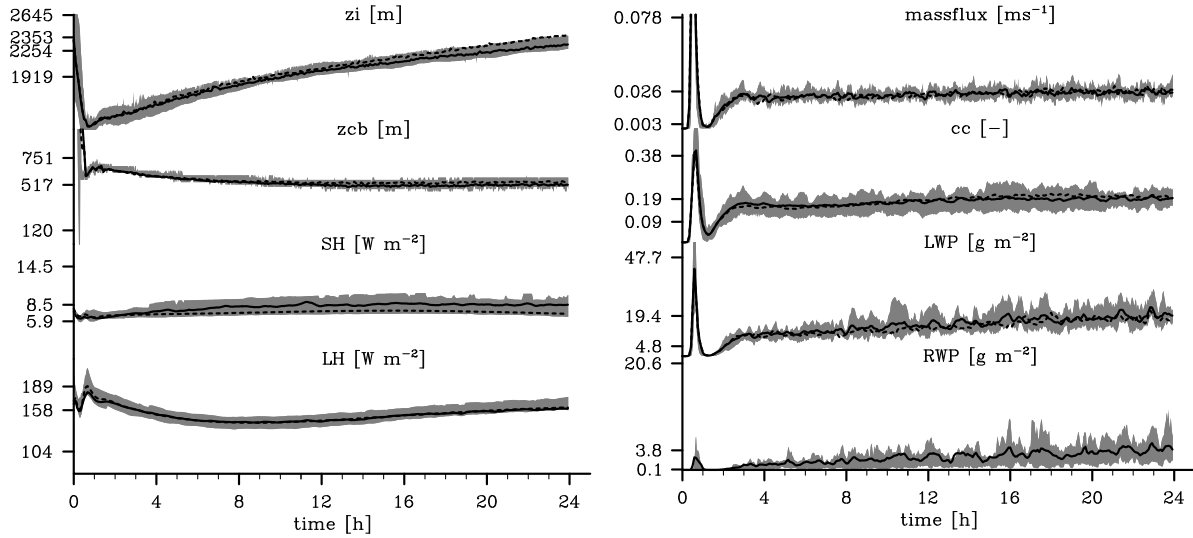 zi [m]
2645
2353
2254
1919
zcb [m]
751
517
120
SH [W m⁻²]
14.5
8.5
5.9
LH [W m⁻²]
189
158
104
0 4 8 12 16 20 24
time [h]
massflux [ms⁻¹]
0.078
0.026
0.003
cc [–]
0.38
0.19
0.09
LWP [g m⁻²]
47.7
19.4
4.8
RWP [g m⁻²]
20.6
3.8
0.1
0 4 8 12 16 20 24
time [h]